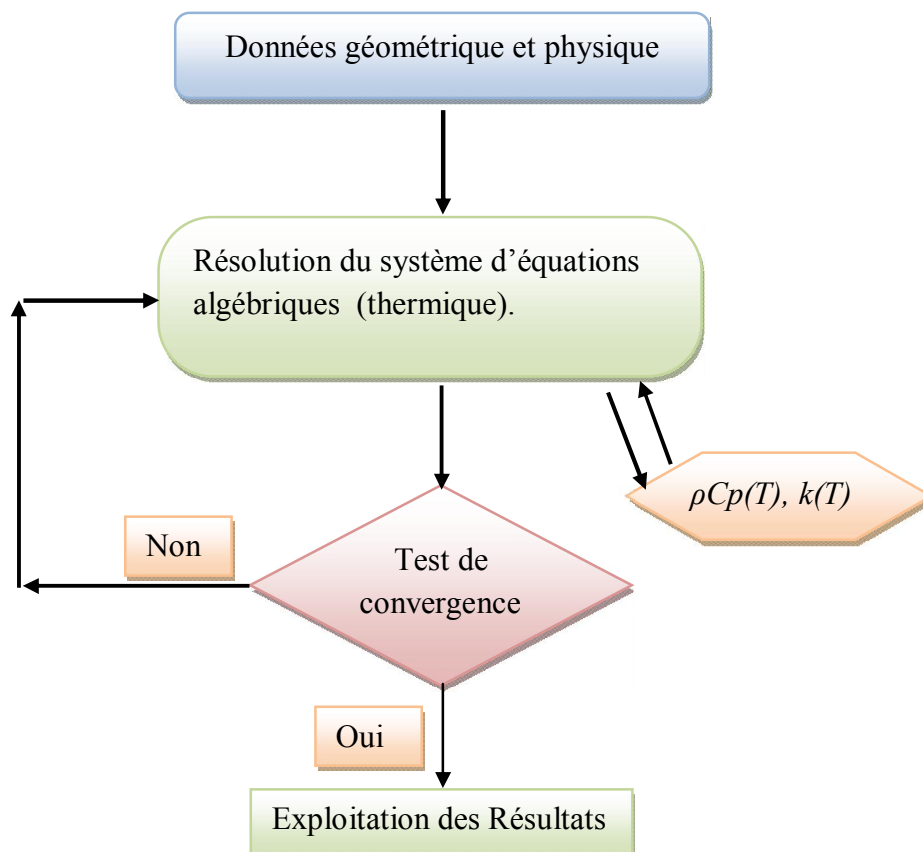 Données géométrique et physique
Résolution du système d’équations
algébriques (thermique).
ρCp(T), k(T)
Non
Test de
convergence
Oui
Exploitation des Résultats